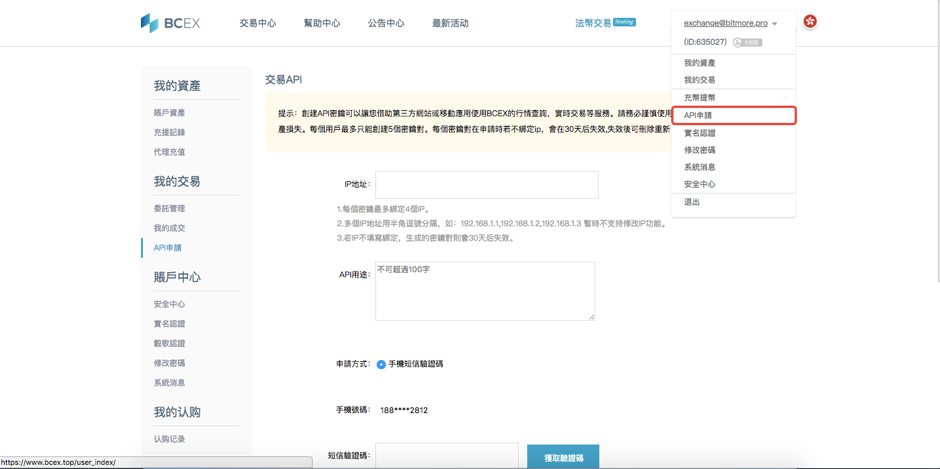 BCEX
交易中心
幫助中心
公告中心
最新活动
法幣交易 Testing
exchange@bitmore.pro
(ID:635027)
我的資產
我的交易
充幣提幣
API申請
實名認證
修改密碼
系統消息
安全中心
退出
我的資產
賬戶資產
充提記錄
代理充值
我的交易
委託管理
我的成交
API申請
賬戶中心
安全中心
實名認證
穀歌認證
修改密碼
系統消息
我的认购
认购记录
交易API
提示：創建API密鑰可以讓您借助第三方網站或移動應用使用BCEX的行情查詢，實時交易等服務。請務必謹慎使用
產損失。每個用戶最多只能創建5個密鑰對。每個密鑰對在申請時若不綁定ip，會在30天后失效,失效後可刪除重新
IP地址:
1.每個密鑰最多綁定4個IP。
2.多個IP地址用半角逗號分隔，如：192.168.1.1,192.168.1.2,192.168.1.3 暫時不支持修改IP功能。
3.若IP不填寫綁定，生成的密鑰對則會30天后失效。
API用途:
不可超過100字
申請方式:
手機短信驗證碼
手機號碼:
188****2812
短信驗證碼:
獲取驗證碼
https://www.bcex.top/user_index/